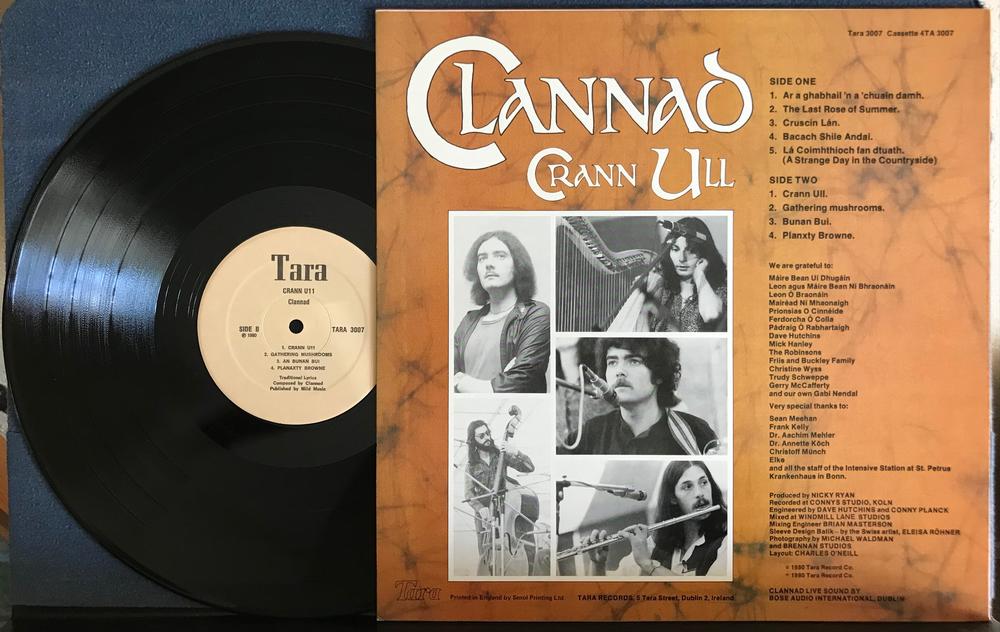 Tara
CRANN U11
Clannad
SIDE B
℗ 1980
TARA 3007
1. CRANN U11
2. GATHERING MUSHROOMS
3. AN BUNAN BUI
4. PLANAXTY BROWNE
Traditional Lyrics
Composed by Clannad
Published by Mild Music
Tara 3007 Cassette 4TA 3007
CLANNAD
CRANN ULL
SIDE ONE
1. Ar a ghabhail 'n a 'chuain damh.
2. The Last Rose of Summer.
3. Cruscin Lán.
4. Bacach Shile Andai.
5. Lá Coimhthioch fan dtuath.
(A Strange Day in the Countryside)
SIDE TWO
1. Crann Ull.
2. Gathering mushrooms.
3. Bunan Bui.
4. Planxty Browne.
We are grateful to:
Máire Bean Uí Dhugáin
Leon agus Máire Bean Ní Bhraonáin
Leon Ó Braonáin
Mairéad Ní Mhaonaigh
Prionsias O Cinnéide
Ferdorcha Ó Colla
Pádraig Ó Rabhartaigh
Dave Hutchins
Mick Hanley
The Robinsons
Friis and Buckley Family
Christine Wyss
Trudy Schweppe
Gerry McCafferty
and our own Gabi Nendal
Very special thanks to:
Sean Meehan
Frank Kelly
Dr. Aachim Mehler
Dr. Annette Köch
Christoff Münch
Elke
and all the staff of the Intensive Station at St. Petrus
Krankenhaus in Bonn.
Produced by NICKY RYAN
Recorded at CONNYS STUDIO, KOLN
Engineered by DAVE HUTCHINS and CONNY PLANCK
Mixed at WINDMILL LANE STUDIOS
Mixing Engineer BRIAN MASTERSON
Sleeve Design Batik – by the Swiss artist, ELEISA RÖHNER
Photography by MICHAEL WALDMAN
and BRENNAN STUDIOS
Layout: CHARLES O'NEILL
© 1980 Tara Record Co.
℗ 1980 Tara Record Co.
CLANNAD LIVE SOUND BY
BOSE AUDIO INTERNATIONAL, DUBLIN
Tara
Printed in England by Senol Printing Ltd.
TARA RECORDS, 5 Tara Street, Dublin 2, Ireland.